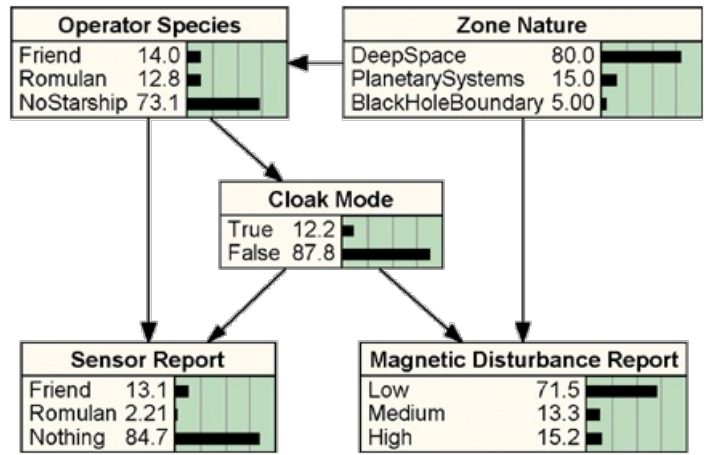 Operator Species
Friend 14.0
Romulan 12.8
NoStarship 73.1
Zone Nature
DeepSpace 80.0
PlanetarySystems 15.0
BlackHoleBoundary 5.00
Cloak Mode
True 12.2
False 87.8
Sensor Report
Friend 13.1
Romulan 2.21
Nothing 84.7
Magnetic Disturbance Report
Low 71.5
Medium 13.3
High 15.2